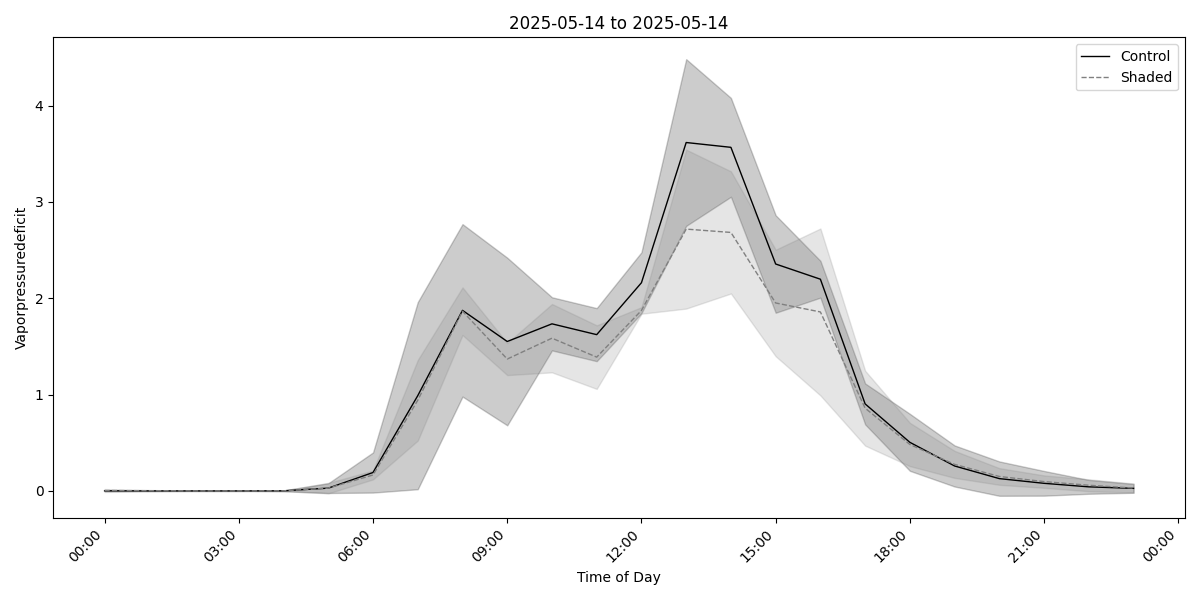 2025-05-14 to 2025-05-14
Control
Shaded
Vaporpressuredeficit
4
3
2
1
0
00:00 03:00 06:00 09:00 12:00 15:00 18:00 21:00 00:00
Time of Day